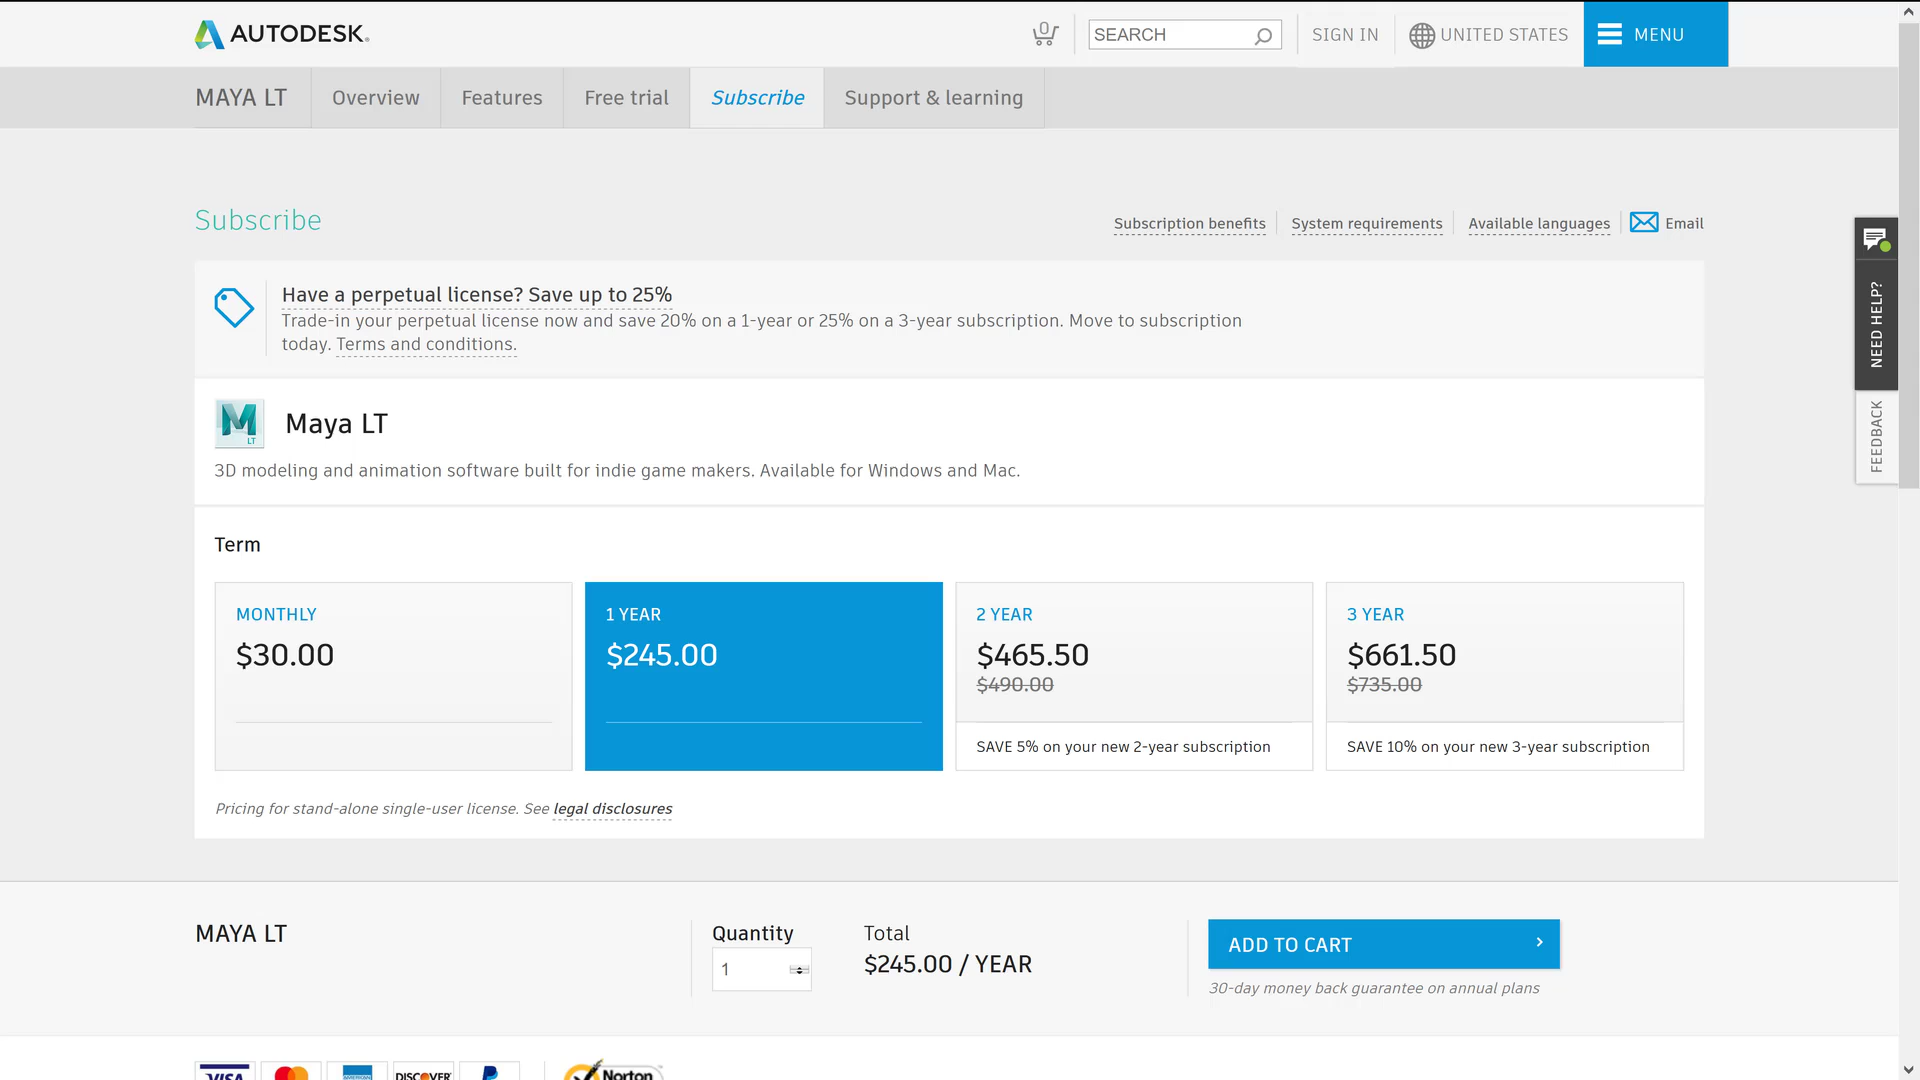 AUTODESK.
0
SEARCH
SIGN IN
UNITED STATES
MENU
MAYA LT
Overview
Features
Free trial
Subscribe
Support & learning
Subscribe
Subscription benefits
System requirements
Available languages
Email
Have a perpetual license? Save up to 25%
Trade-in your perpetual license now and save 20% on a 1-year or 25% on a 3-year subscription. Move to subscription
today. Terms and conditions.
NEED HELP?
FEEDBACK
M
LT
Maya LT
3D modeling and animation software built for indie game makers. Available for Windows and Mac.
Term
MONTHLY
$30.00
1 YEAR
$245.00
2 YEAR
$465.50
$490.00
SAVE 5% on your new 2-year subscription
3 YEAR
$661.50
$735.00
SAVE 10% on your new 3-year subscription
Pricing for stand-alone single-user license. See legal disclosures
MAYA LT
Quantity
1
Total
$245.00 / YEAR
ADD TO CART
30-day money back guarantee on annual plans
VISA
AMERICAN
DISCOVER
Norton